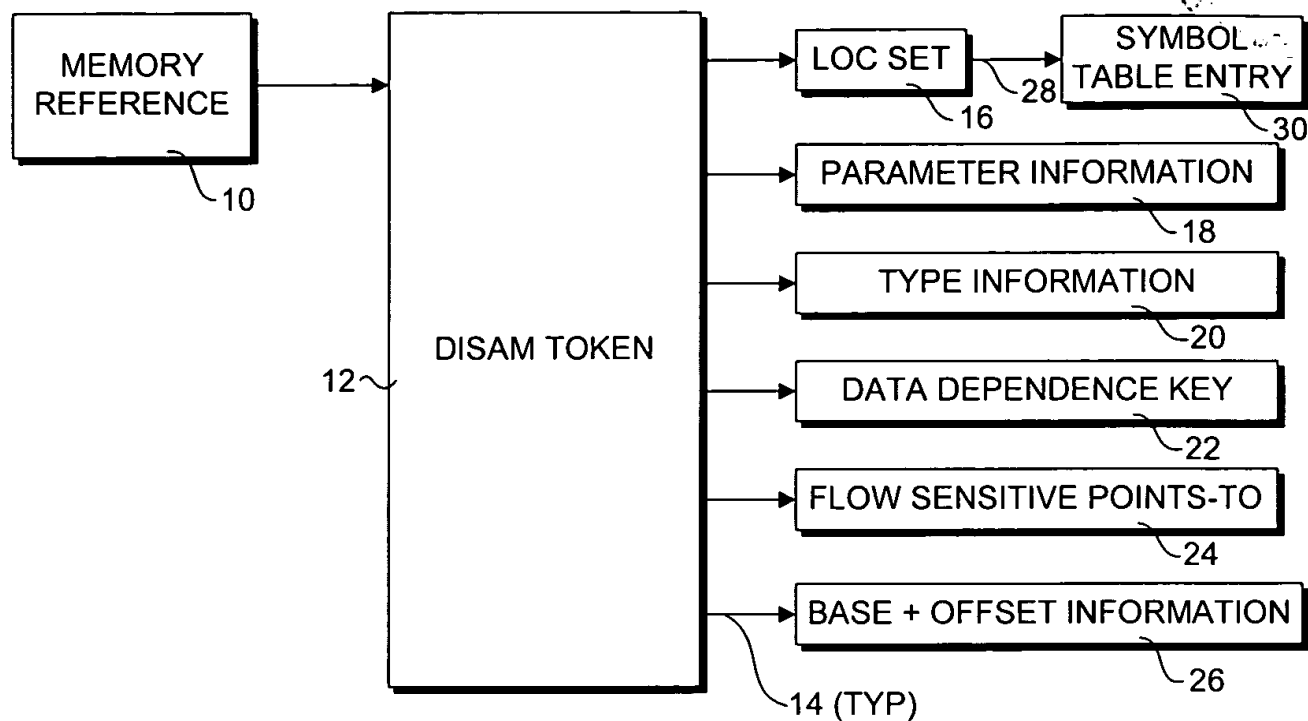 MEMORY
REFERENCE
10
DISAM TOKEN
12
LOC SET
16
28
SYMBOL
TABLE ENTRY
30
PARAMETER INFORMATION
18
TYPE INFORMATION
20
DATA DEPENDENCE KEY
22
FLOW SENSITIVE POINTS-TO
24
BASE + OFFSET INFORMATION
26
14 (TYP)